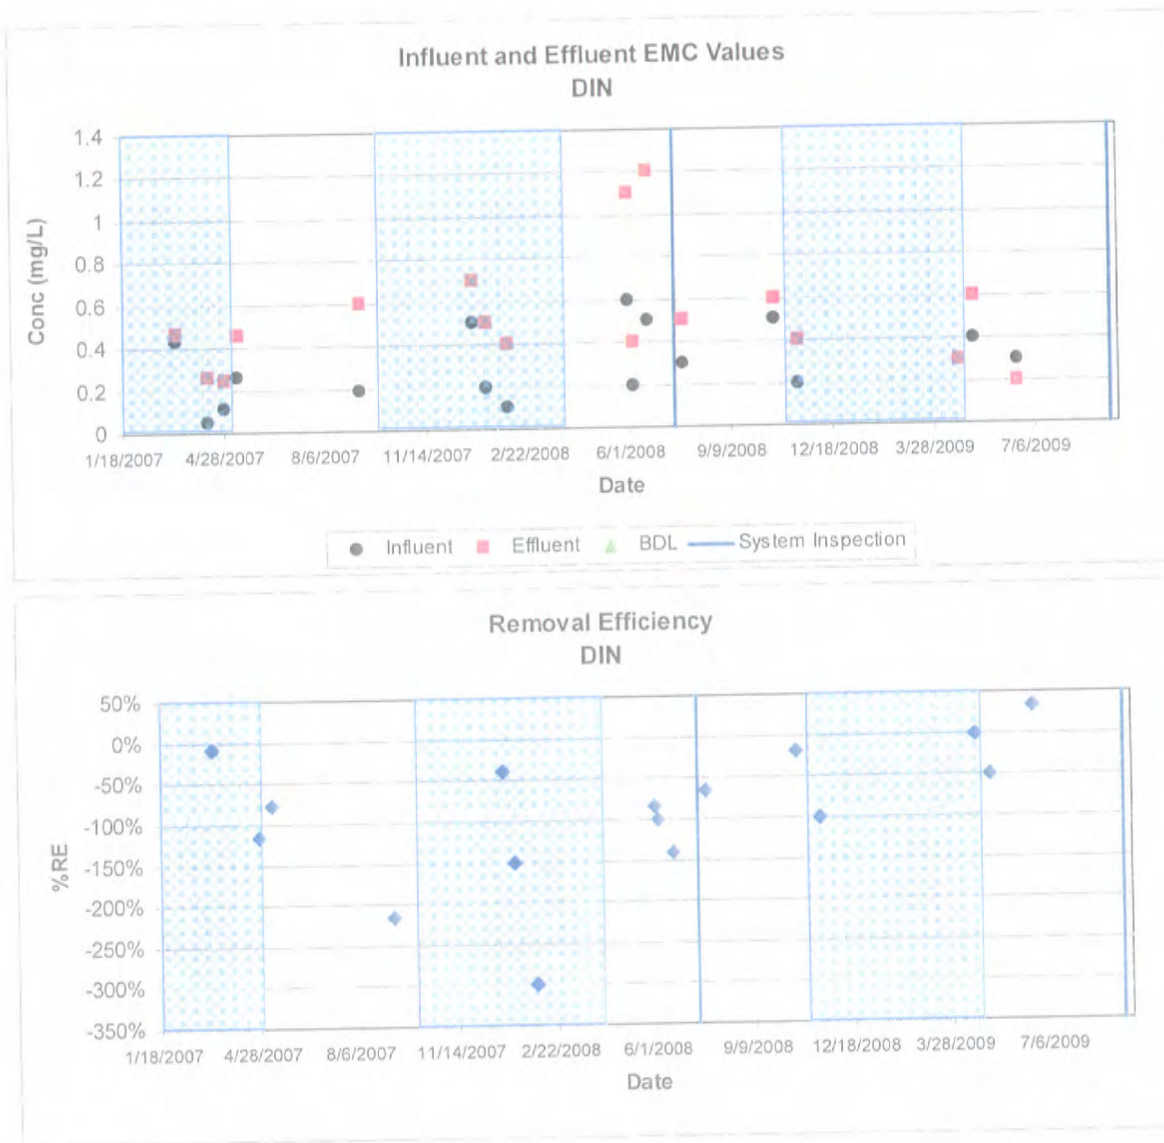 Influent and Effluent EMC Values
DIN
1.4
1.2
1
0.8
0.6
0.4
0.2
0
Conc (mg/L)
1/18/2007 4/28/2007 8/6/2007 11/14/2007 2/22/2008 6/1/2008 9/9/2008 12/18/2008 3/28/2009 7/6/2009
Date
Influent Effluent BDL System Inspection
Removal Efficiency
DIN
50%
0%
-50%
-100%
-150%
-200%
-250%
-300%
-350%
%RE
1/18/2007 4/28/2007 8/6/2007 11/14/2007 2/22/2008 6/1/2008 9/9/2008 12/18/2008 3/28/2009 7/6/2009
Date